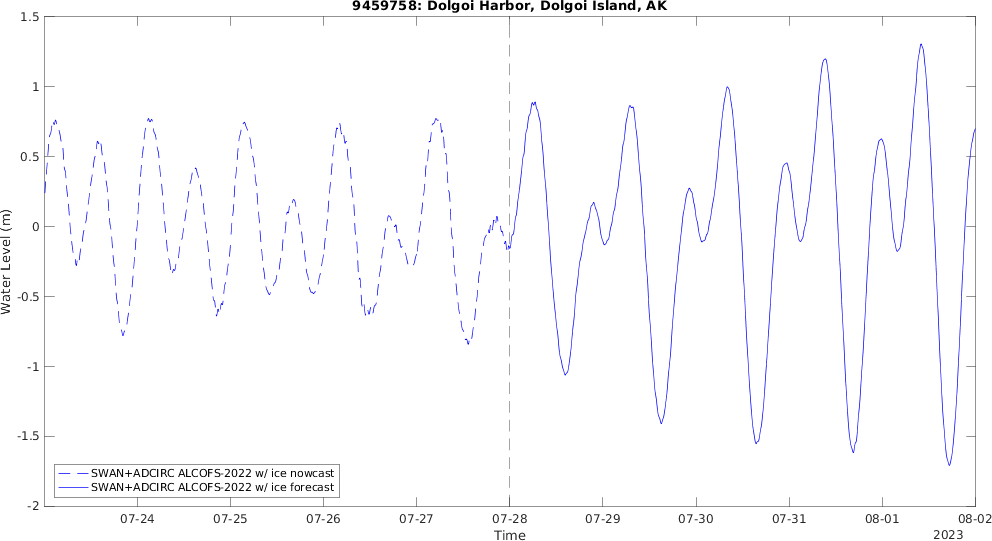 9459758: Dolgoi Harbor, Dolgoi Island, AK
1.5
1
0.5
0
-0.5
-1
-1.5
-2
Water Level (m)
SWAN+ADCIRC ALCOFS-2022 w/ ice nowcast
SWAN+ADCIRC ALCOFS-2022 w/ ice forecast
07-24 07-25 07-26 07-27 07-28 07-29 07-30 07-31 08-01 08-02
Time
2023